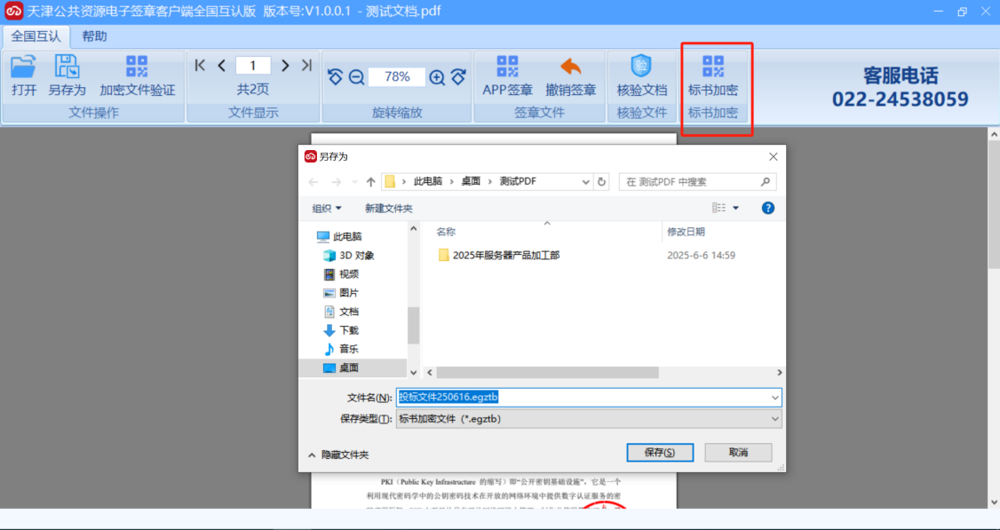 天津公共资源电子签章客户端全国互认版 版本号:V1.0.0.1 - 测试文档.pdf
全国互认 帮助
打开 另存为 加密文件验证
文件操作
1
共2页
文件显示
78%
旋转缩放
APP签章 撤销签章
签章文件
验
核验文档
核验文件
标书加密
标书加密
客服电话
022-24538059
另存为
此电脑 › 桌面 › 测试PDF
在 测试PDF 中搜索
组织 新建文件夹
此电脑
3D 对象
视频
图片
文档
下载
音乐
桌面
名称 修改日期
2025年服务器产品加工部 2025-6-6 14:59
文件名(N): 投标文件250616.egztb
保存类型(T): 标书加密文件 (*.egztb)
隐藏文件夹
保存(S) 取消
PKI（Public Key Infrastructure 的缩写）即“公开密钥基础设施”，它是一个
利用现代密码学中的公钥密码技术在开放的网络环境中提供数字认证服务的密